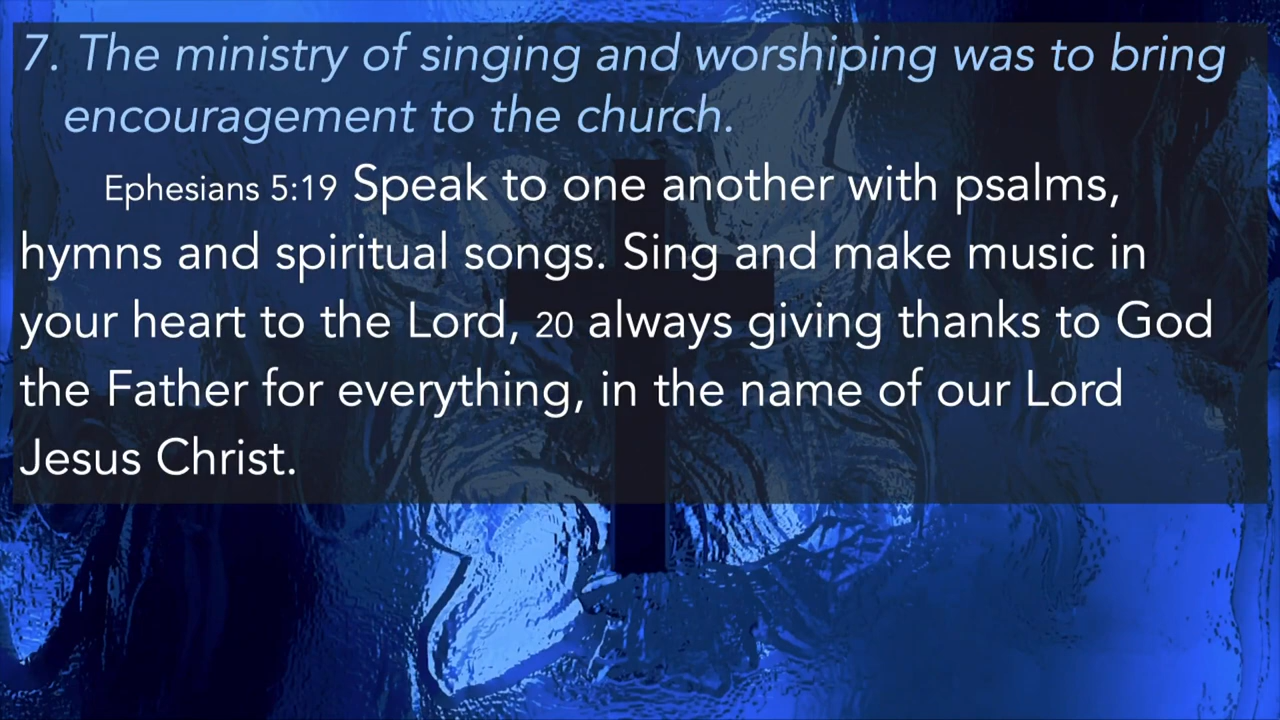 7. The ministry of singing and worshiping was to bring
encouragement to the church.
Ephesians 5:19 Speak to one another with psalms,
hymns and spiritual songs. Sing and make music in
your heart to the Lord, 20 always giving thanks to God
the Father for everything, in the name of our Lord
Jesus Christ.